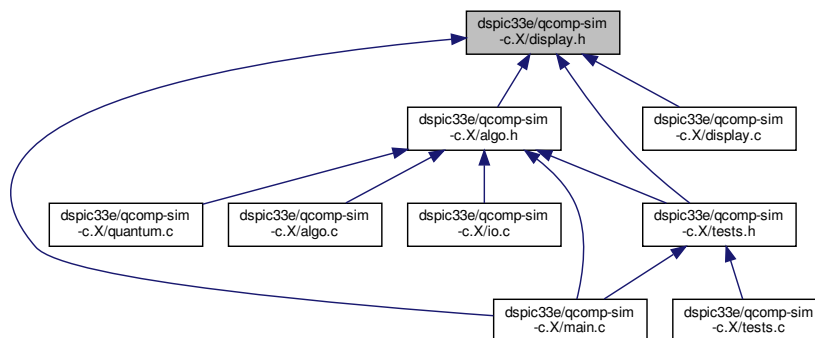 dspic33e/qcomp-sim
-c.X/display.h
dspic33e/qcomp-sim
-c.X/algo.h
dspic33e/qcomp-sim
-c.X/display.c
dspic33e/qcomp-sim
-c.X/quantum.c
dspic33e/qcomp-sim
-c.X/algo.c
dspic33e/qcomp-sim
-c.X/io.c
dspic33e/qcomp-sim
-c.X/tests.h
dspic33e/qcomp-sim
-c.X/main.c
dspic33e/qcomp-sim
-c.X/tests.c